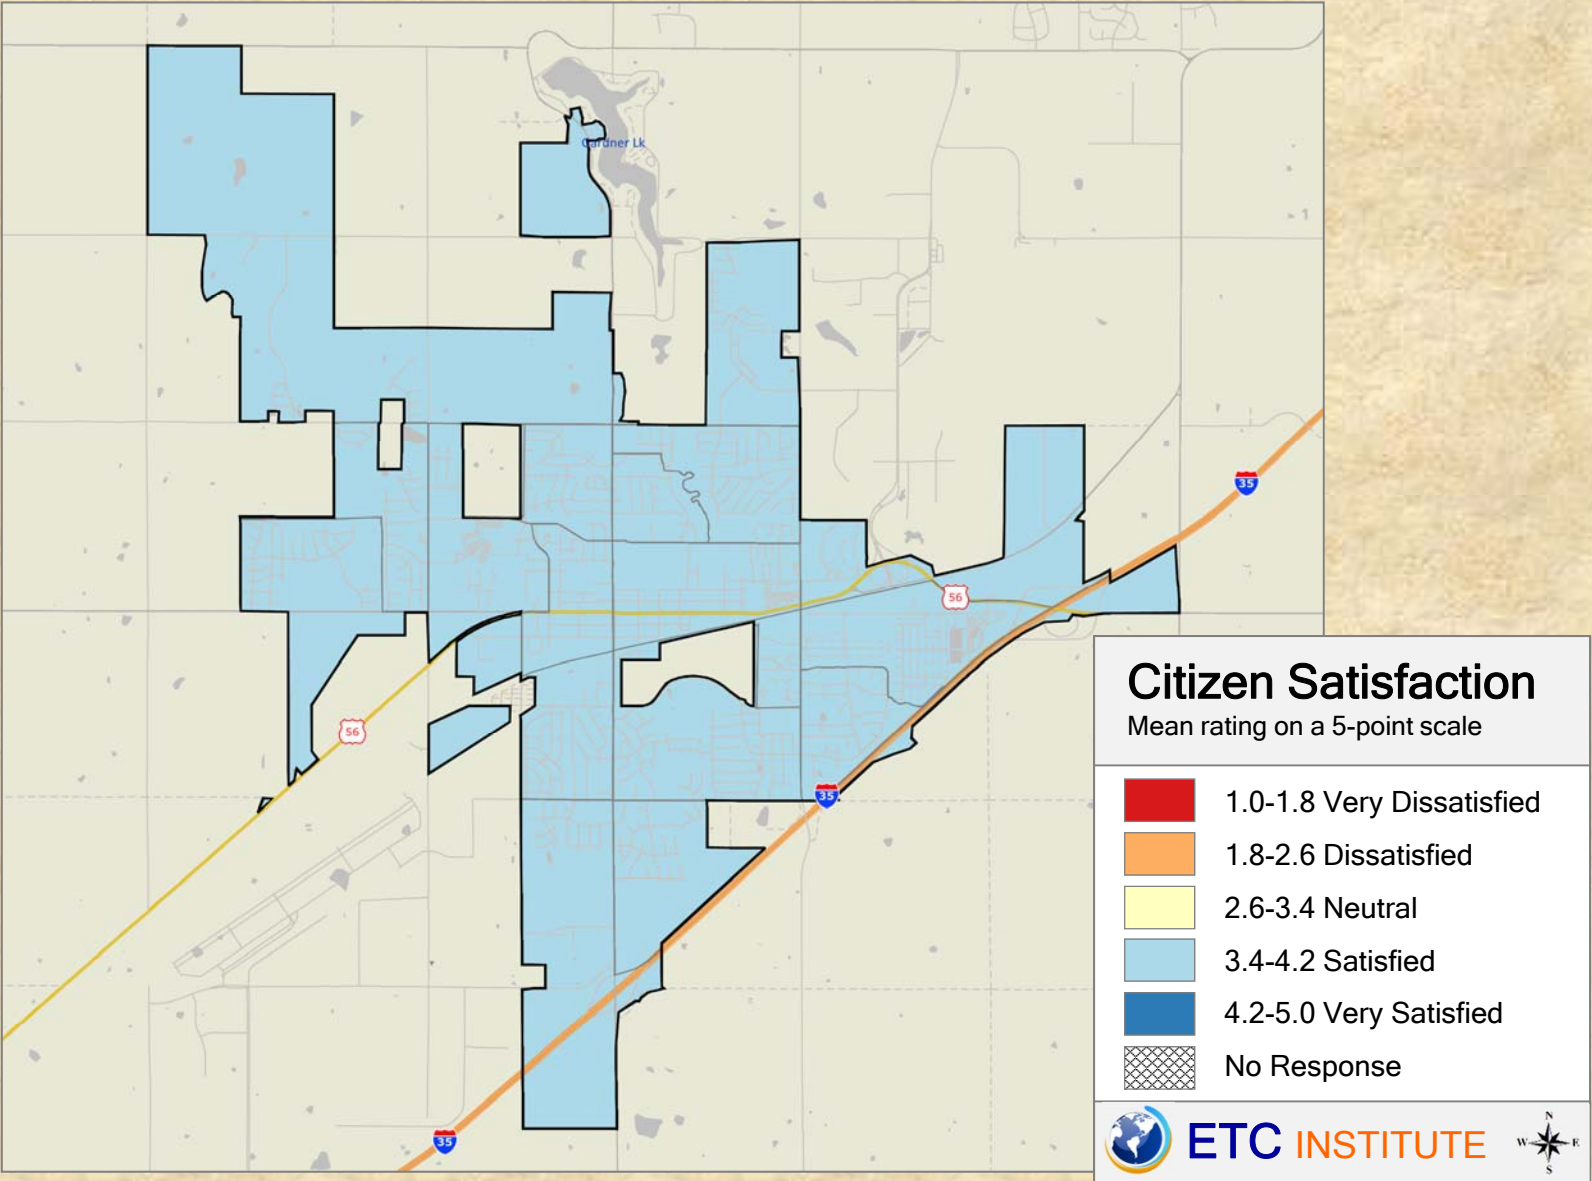 Gardner Lk
1
35
56
56
35
35
Citizen Satisfaction
Mean rating on a 5-point scale
1.0-1.8 Very Dissatisfied
1.8-2.6 Dissatisfied
2.6-3.4 Neutral
3.4-4.2 Satisfied
4.2-5.0 Very Satisfied
No Response
ETC INSTITUTE
N
W E
S